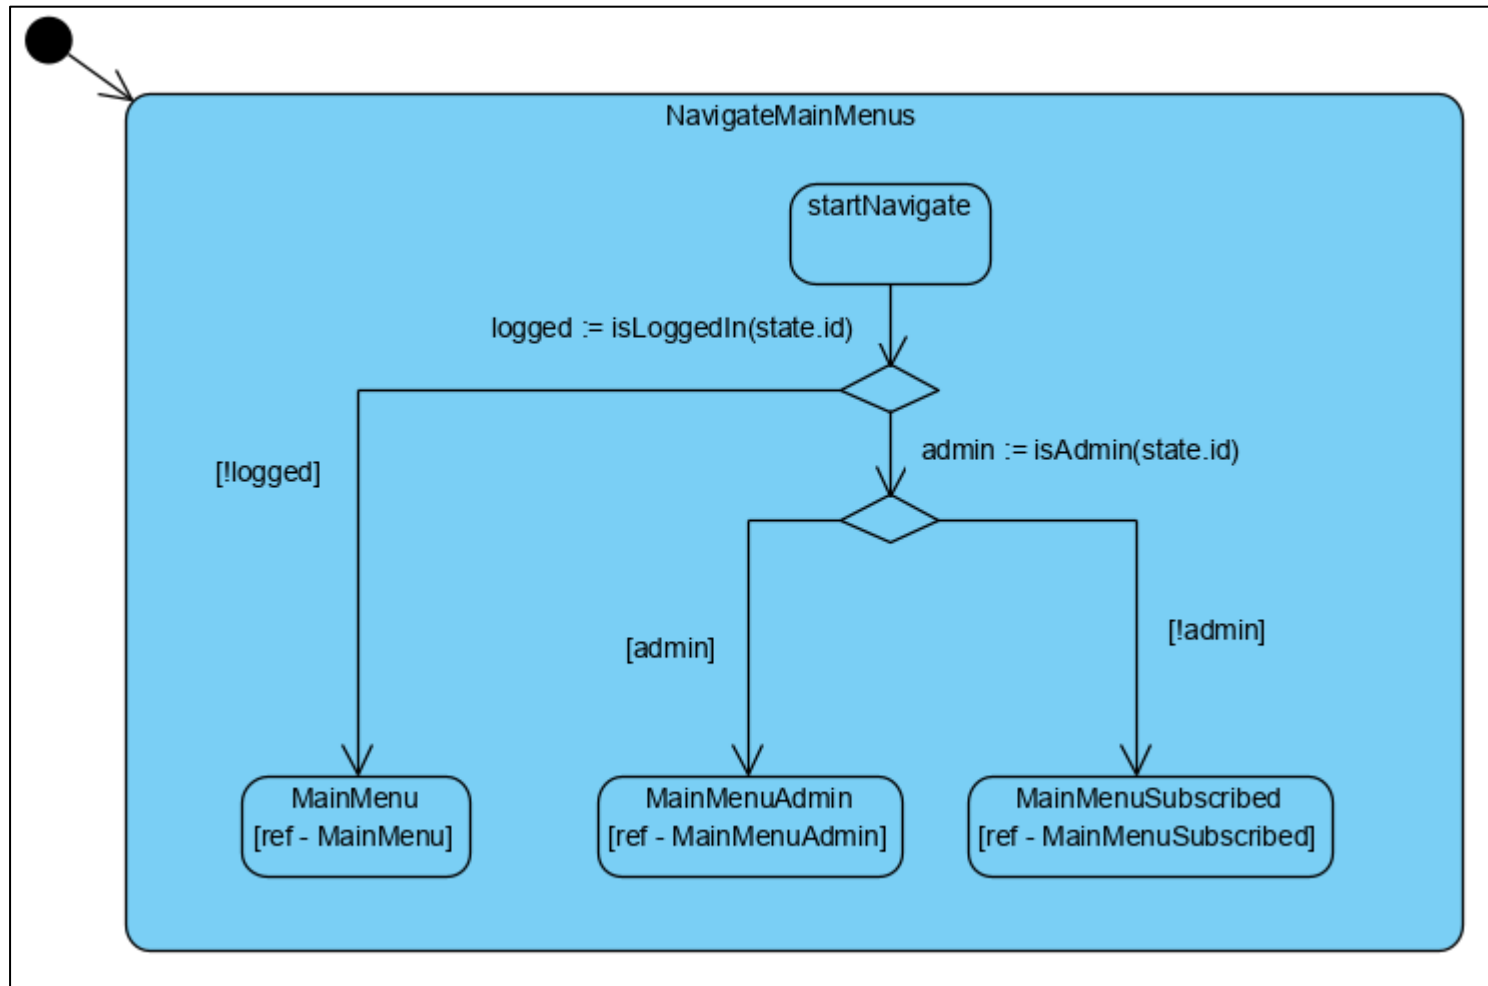 NavigateMainMenus
startNavigate
logged := isLoggedIn(state.id)
admin := isAdmin(state.id)
[!logged]
[admin]
[!admin]
MainMenu
[ref - MainMenu]
MainMenuAdmin
[ref - MainMenuAdmin]
MainMenuSubscribed
[ref - MainMenuSubscribed]